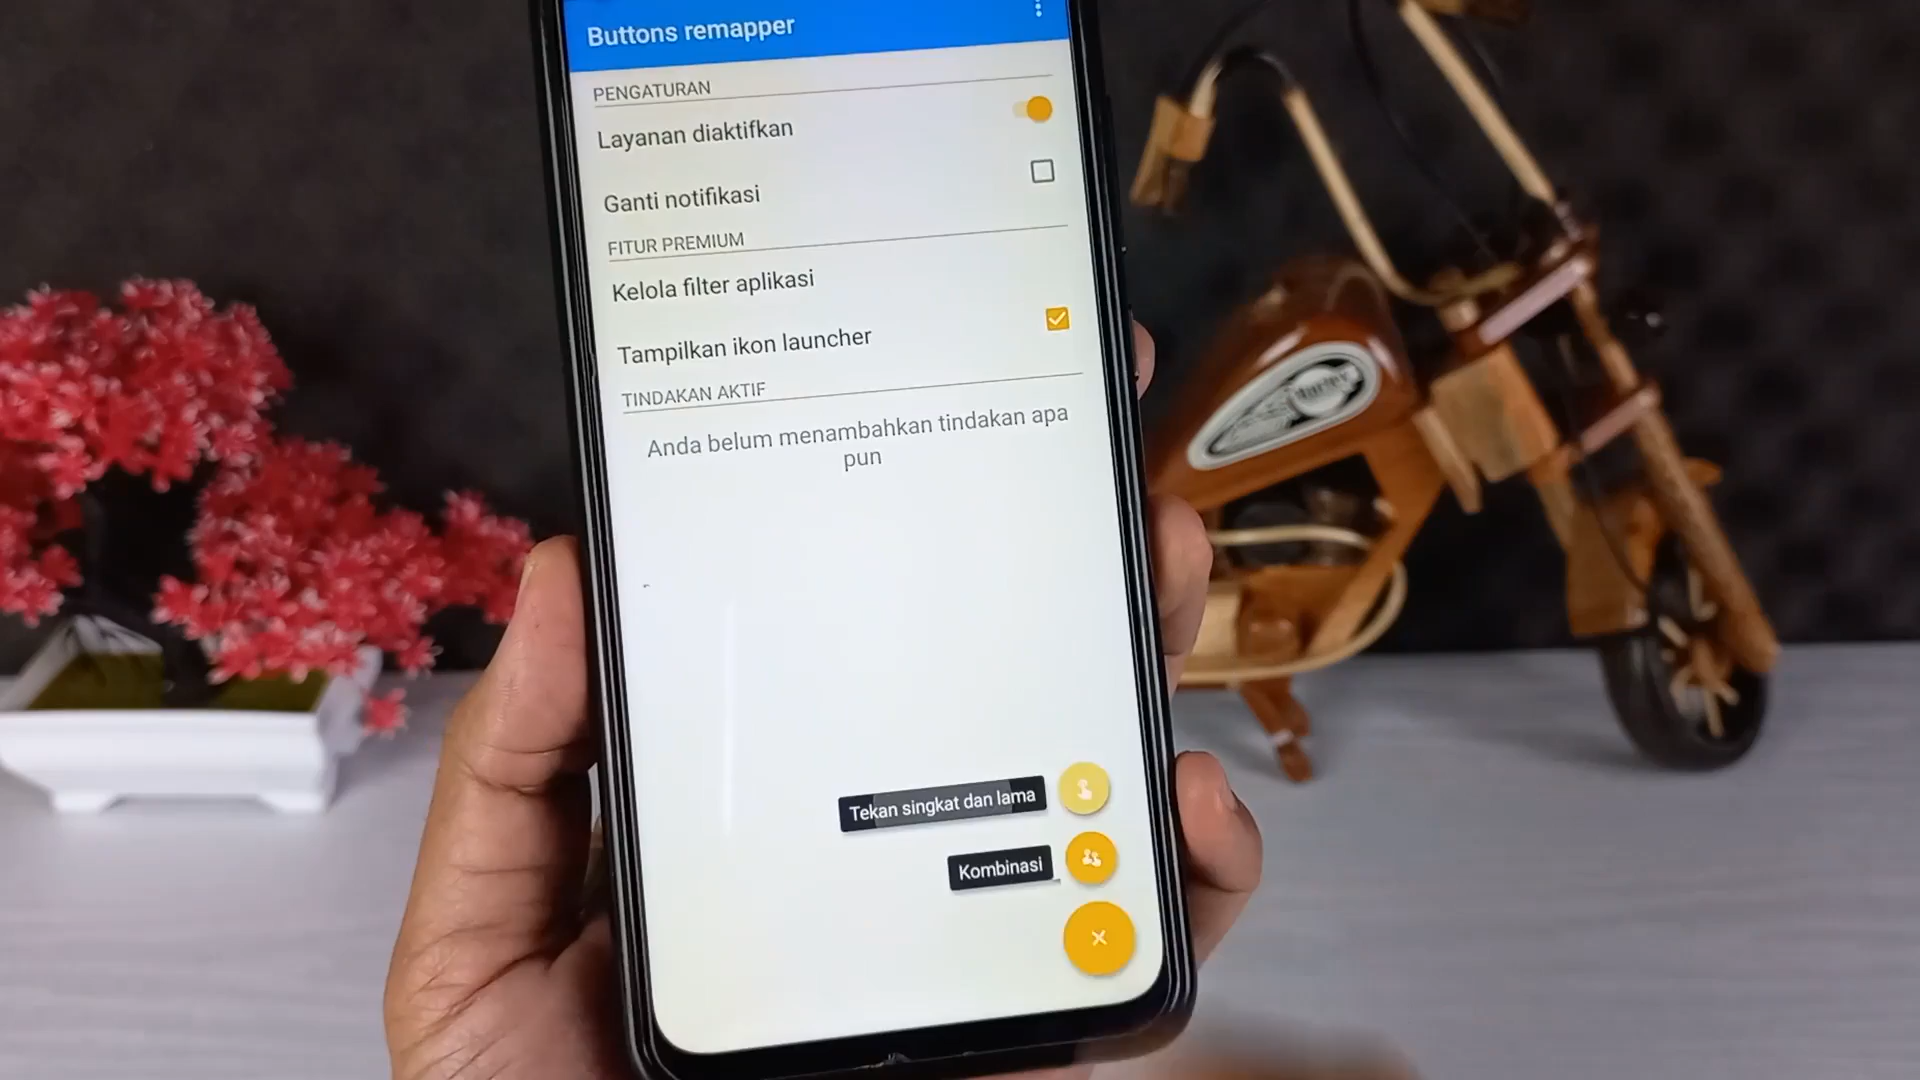 Buttons remapper
PENGATURAN
Layanan diaktifkan
Ganti notifikasi
FITUR PREMIUM
Kelola filter aplikasi
Tampilkan ikon launcher
TINDAKAN AKTIF
Anda belum menambahkan tindakan apa
pun
Tekan singkat dan lama
Kombinasi